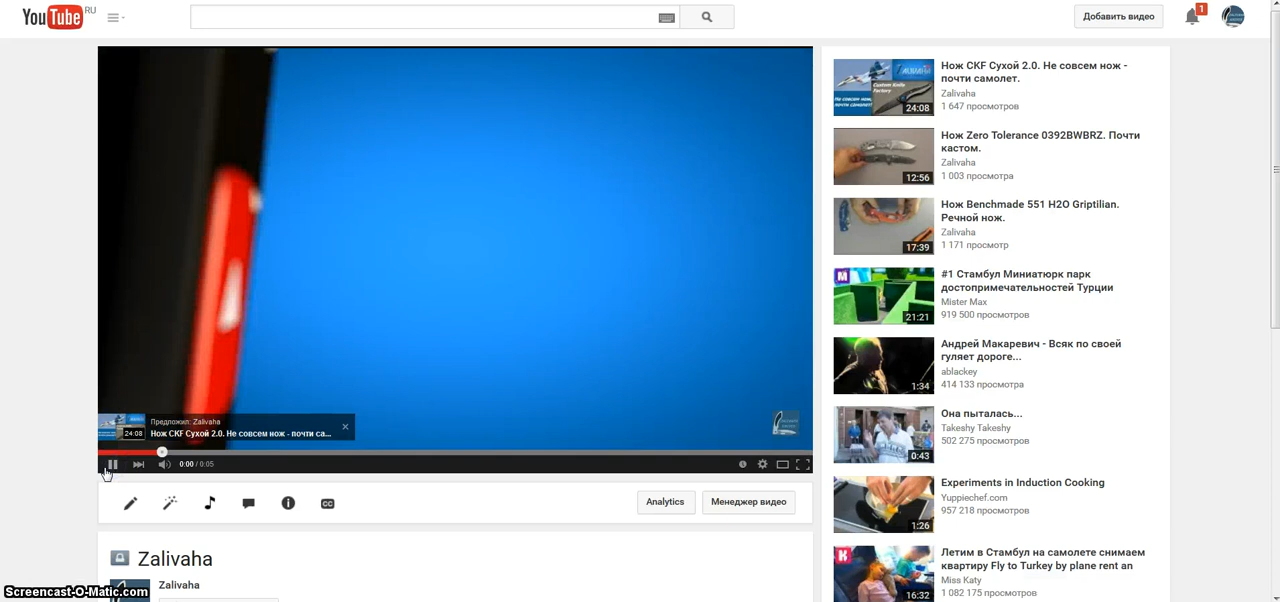 YouTube RU
Добавить видео
1
Предложил: Zalivaha
24:08
Нож CKF Сухой 2.0. Не совсем нож - почти са...
0:00 / 0:05
Analytics
Менеджер видео
Zalivaha
Zalivaha
24:08
Нож CKF Сухой 2.0. Не совсем нож -
почти самолет.
Zalivaha
1 647 просмотров
12:56
Нож Zero Tolerance 0392BWBRZ. Почти
кастом.
Zalivaha
1 003 просмотра
17:39
Нож Benchmade 551 H2O Griptilian.
Речной нож.
Zalivaha
1 171 просмотр
21:21
#1 Стамбул Миниатюрк парк
достопримечательностей Турции
Mister Max
919 500 просмотров
1:34
Андрей Макаревич - Всяк по своей
гуляет дороге...
ablackey
414 133 просмотра
0:43
Она пыталась...
Takeshy Takeshy
502 275 просмотров
1:26
Experiments in Induction Cooking
Yuppiechef.com
957 218 просмотров
16:32
Летим в Стамбул на самолете снимаем
квартиру Fly to Turkey by plane rent an
Miss Katy
1 082 175 просмотров
Screencast-O-Matic.com